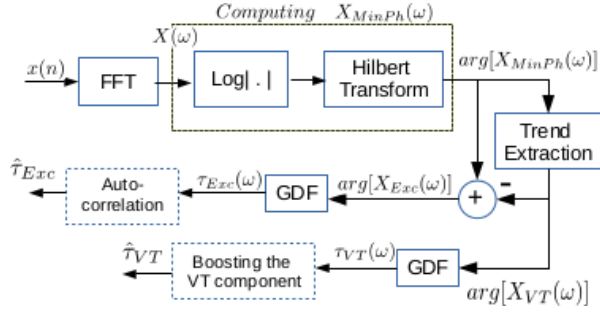 Computing X_{MinPh}(ω)
X(ω)
x(n)
FFT
Log| . |
Hilbert
Transform
arg[X_{MinPh}(ω)]
Trend
Extraction
τ̂_{Exc}
Auto-
correlation
τ_{Exc}(ω)
GDF
arg[X_{Exc}(ω)]
+
-
τ̂_{VT}
Boosting the
VT component
τ_{VT}(ω)
GDF
arg[X_{VT}(ω)]